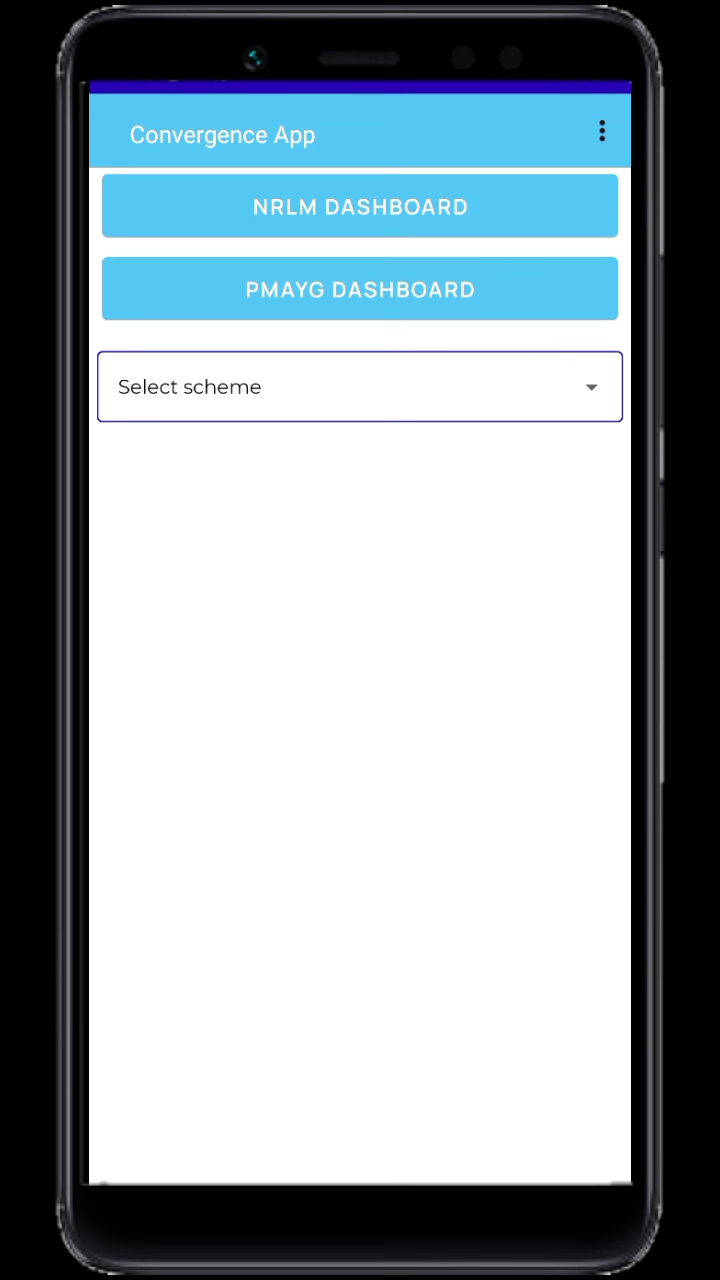 Convergence App
NRLM DASHBOARD
PMAYG DASHBOARD
Select scheme